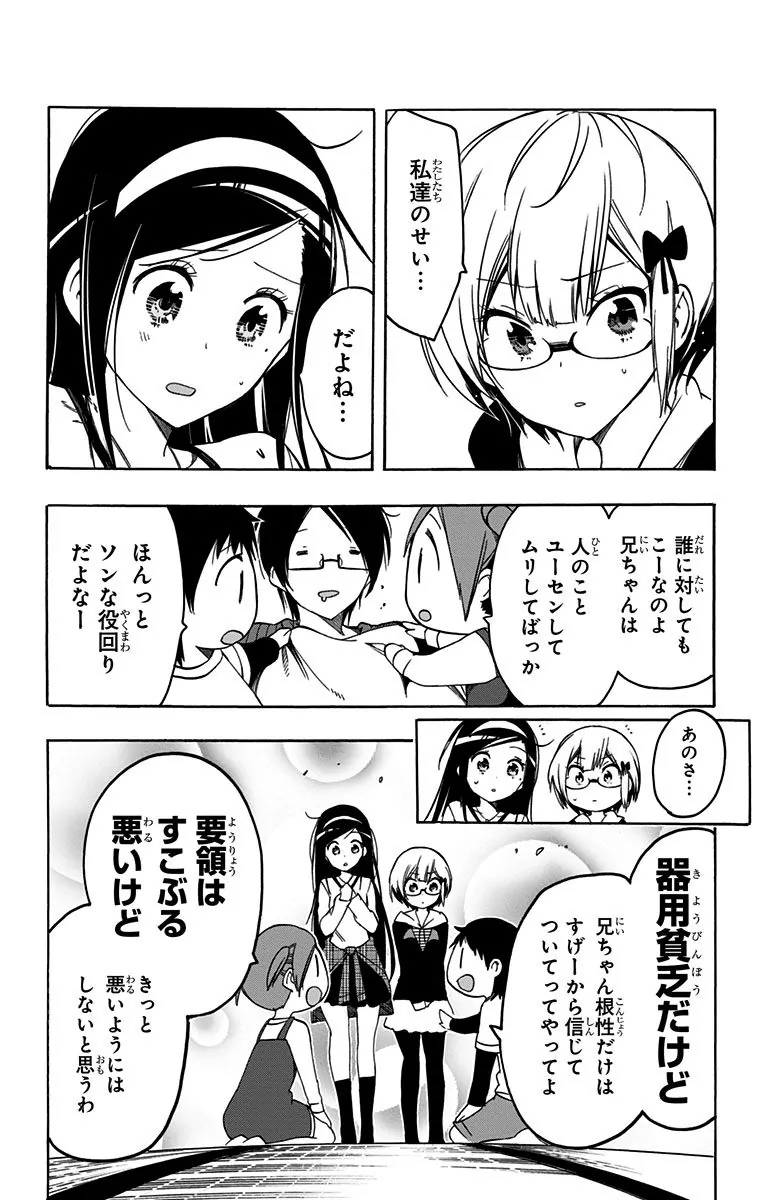 私達のせい…
だよね…
誰に対しても
こーなのよ
兄ちゃんは
人のこと
ユーセンして
ムリしてばっか
ほんっと
ソンな役回り
だよなー
あのさ…
器用貧乏だけど
兄ちゃん根性だけは
すげーから信じて
ついてってやってよ
要領は
すこぶる
悪いけど
きっと
悪いようには
しないと思うわ